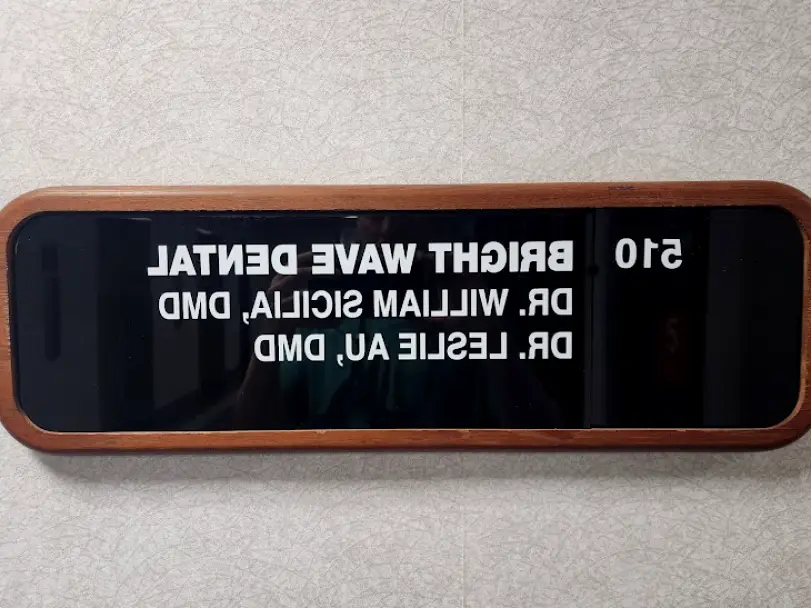 510 BRIGHT WAVE DENTAL
DR. WILLIAM SICILIA, DMD
DR. LESLIE AU, DMD